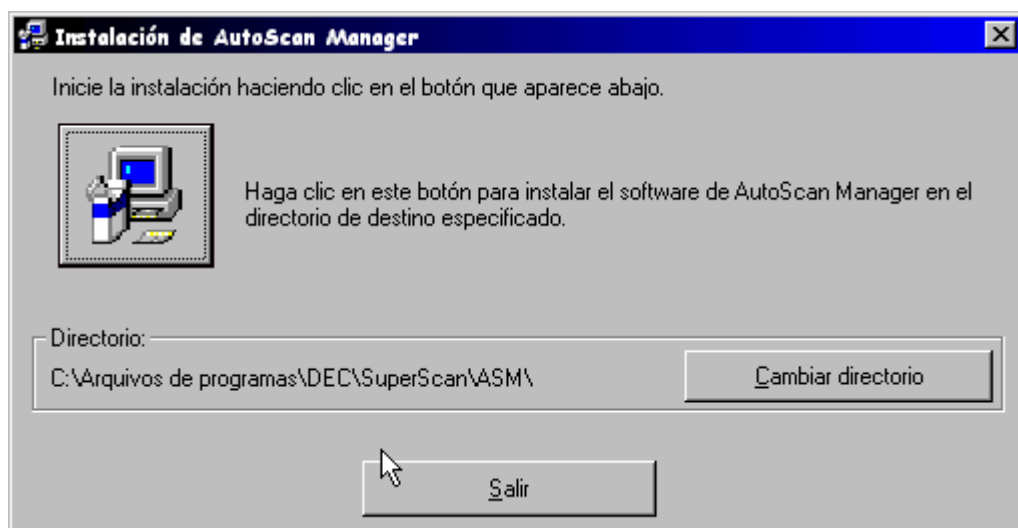 Instalación de AutoScan Manager
Inicie la instalación haciendo clic en el botón que aparece abajo.
Haga clic en este botón para instalar el software de AutoScan Manager en el
directorio de destino especificado.
Directorio:
C:\Arquivos de programas\DEC\SuperScan\ASM\
Cambiar directorio
Salir